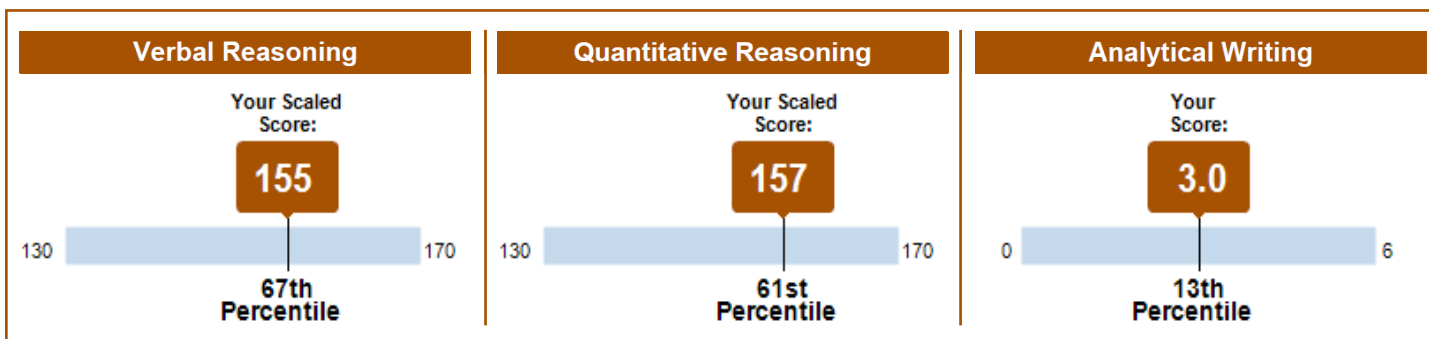 Verbal Reasoning
Your Scaled
Score:
155
130
170
67th
Percentile
Quantitative Reasoning
Your Scaled
Score:
157
130
170
61st
Percentile
Analytical Writing
Your
Score:
3.0
0
6
13th
Percentile